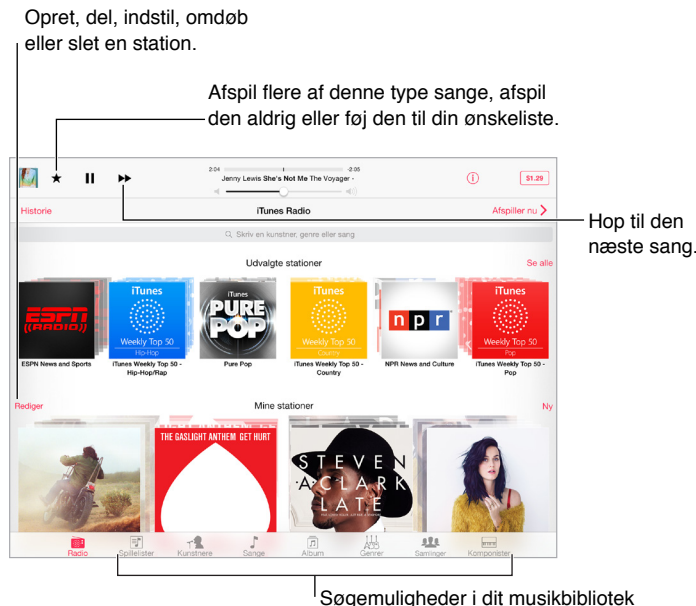 Opret, del, indstil, omdøb
eller slet en station.
Afspil flere af denne type sange, afspil
den aldrig eller føj den til din ønskeliste.
2:04
-2:05
Jenny Lewis She's Not Me The Voyager -
$1.29
Historie
iTunes Radio
Afspiller nu
Hop til den
næste sang.
Skriv en kunstner, genre eller sang
Udvalgte stationer
Se alle
ESPN
((RADIO))
iTunes
Weekly Top 50
Hip-Hop
iTunes
PURE
POP
iTunes
Weekly Top 50
Country
n p r
iTunes
Weekly Top 50
Pop
ESPN News and Sports
iTunes Weekly Top 50 -
Hip-Hop/Rap
Pure Pop
iTunes Weekly Top 50 -
Country
NPR News and Culture
iTunes Weekly Top 50 -
Pop
Rediger
Mine stationer
Ny
THE GASLIGHT ANTHEM GET HURT
STEVEN
A CLARK
LATE
Radio
Spillelister
Kunstnere
Sange
Album
Genrer
Samlinger
Komponister
Søgemuligheder i dit musikbibliotek